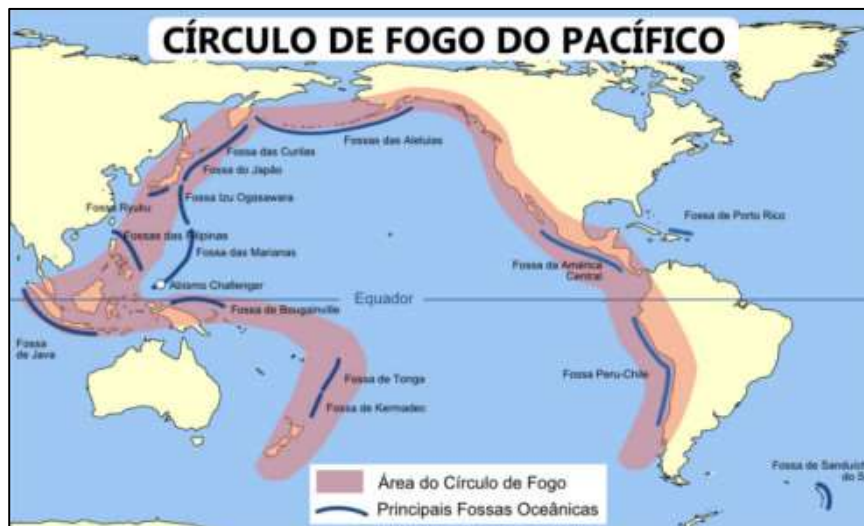 CÍRCULO DE FOGO DO PACÍFICO
Fossa das Curilas
Fossas das Aleutas
Fossa do Japão
Fossa Ryuku
Fossa Izu Ogasawara
Fossas das Filipinas
Fossa das Marianas
Fossa de Porto Rico
Fossa da América
Central
Abismo Challenger
Equador
Fossa de Bougainville
Fossa
de Java
Fossa de Tonga
Fossa Peru-Chile
Fossa de Kermadec
Fossa de Sanduích
do S
Área do Círculo de Fogo
Principais Fossas Oceânicas